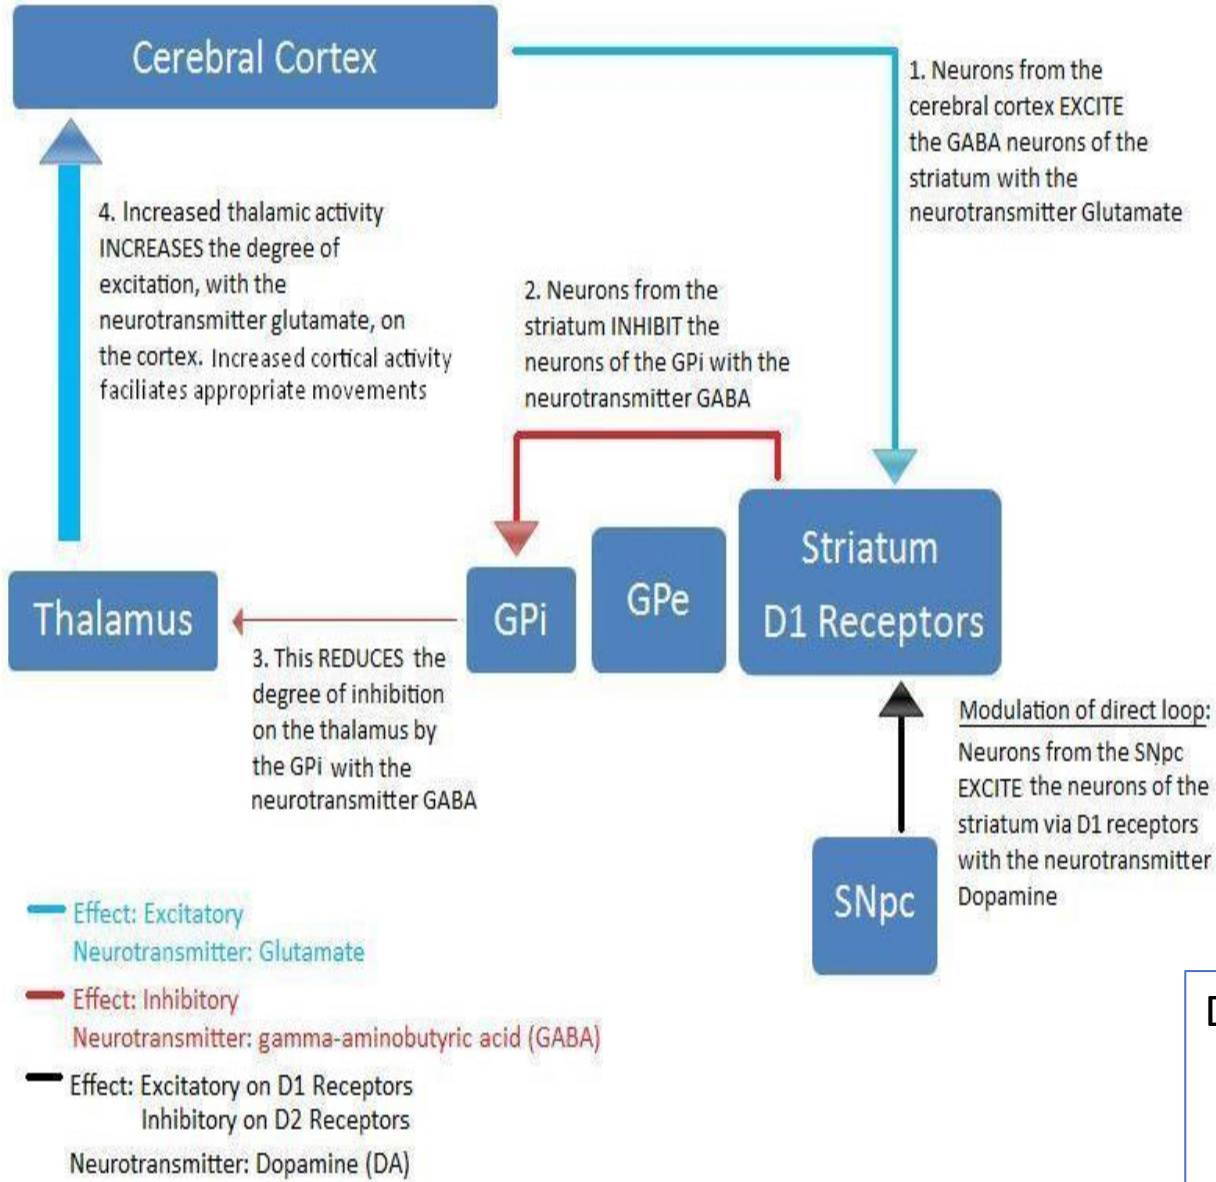 Cerebral Cortex
1. Neurons from the
cerebral cortex EXCITE
the GABA neurons of the
striatum with the
neurotransmitter Glutamate
4. Increased thalamic activity
INCREASES the degree of
excitation, with the
neurotransmitter glutamate, on
the cortex. Increased cortical activity
faciliates appropriate movements
2. Neurons from the
striatum INHIBIT the
neurons of the GPi with the
neurotransmitter GABA
Thalamus
GPi
GPe
Striatum
D1 Receptors
3. This REDUCES the
degree of inhibition
on the thalamus by
the GPi with the
neurotransmitter GABA
Modulation of direct loop:
Neurons from the SNpc
EXCITE the neurons of the
striatum via D1 receptors
with the neurotransmitter
Dopamine
SNpc
Effect: Excitatory
Neurotransmitter: Glutamate
Effect: Inhibitory
Neurotransmitter: gamma-aminobutyric acid (GABA)
Effect: Excitatory on D1 Receptors
Inhibitory on D2 Receptors
Neurotransmitter: Dopamine (DA)